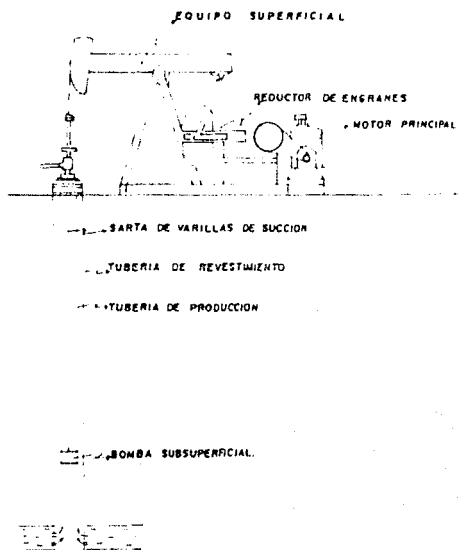 EQUIPO SUPERFICIAL
REDUCTOR DE ENGRANES
MOTOR PRINCIPAL
SARTA DE VARILLAS DE SUCCION
TUBERIA DE REVESTIMIENTO
TUBERIA DE PRODUCCION
BOMBA SUBSUPERFICIAL.